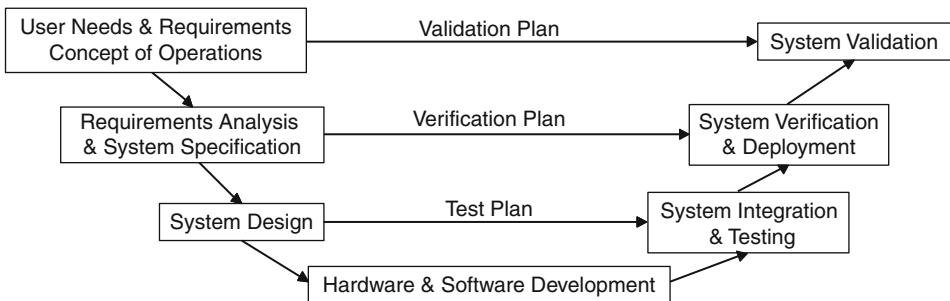 User Needs & Requirements
Concept of Operations
Validation Plan
System Validation
Requirements Analysis
& System Specification
Verification Plan
System Verification
& Deployment
System Design
Test Plan
System Integration
& Testing
Hardware & Software Development